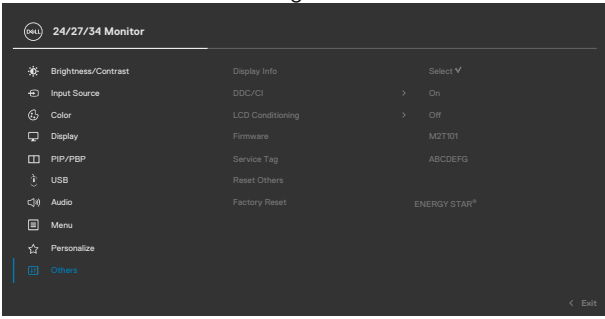 DELL 24/27/34 Monitor
Brightness/Contrast Display Info Select
Input Source DDC/CI > On
Color LCD Conditioning > Off
Display Firmware M2T101
PIP/PBP Service Tag ABCDEFG
USB Reset Others
Audio Factory Reset ENERGY STAR®
Menu
Personalize
Others
< Exit